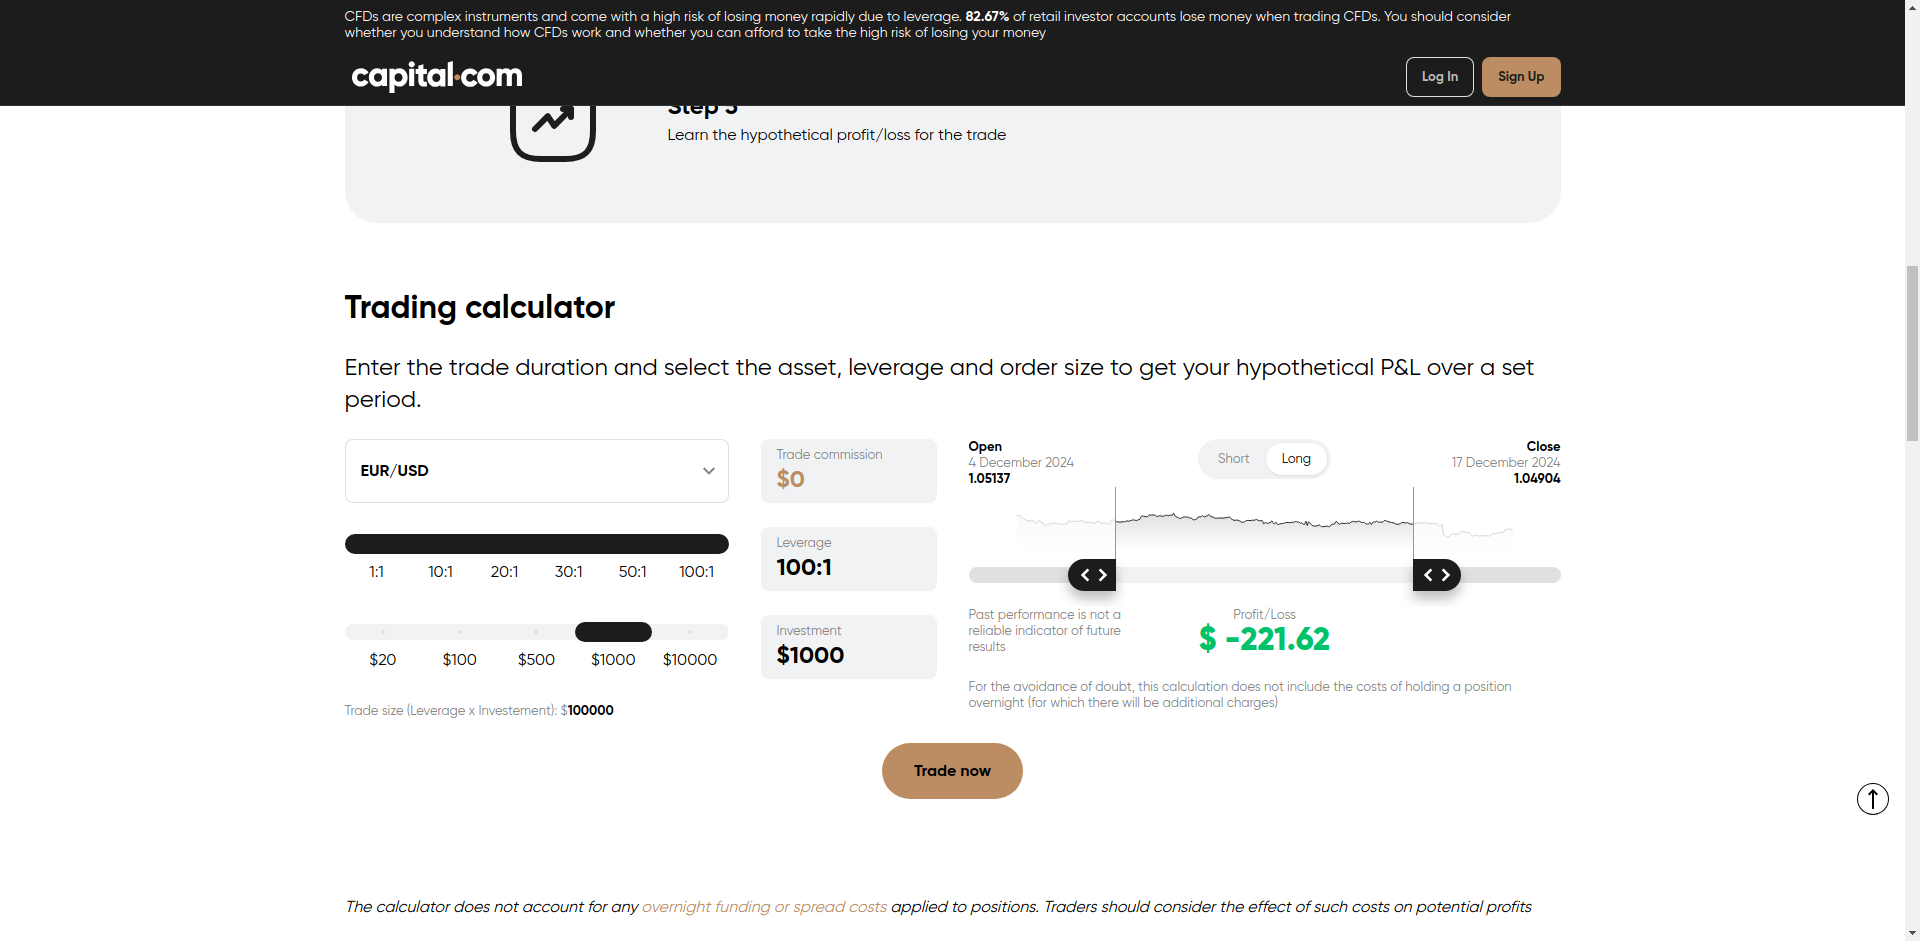 CFDs are complex instruments and come with a high risk of losing money rapidly due to leverage. 82.67% of retail investor accounts lose money when trading CFDs. You should consider
whether you understand how CFDs work and whether you can afford to take the high risk of losing your money
capital.com
Log In
Sign Up
Step 3
Learn the hypothetical profit/loss for the trade
Trading calculator
Enter the trade duration and select the asset, leverage and order size to get your hypothetical P&L over a set
period.
EUR/USD
1:1 10:1 20:1 30:1 50:1 100:1
$20 $100 $500 $1000 $10000
Trade size (Leverage x Investement): $100000
Trade commission
$0
Leverage
100:1
Investment
$1000
Open
4 December 2024
1.05137
Short Long
Close
17 December 2024
1.04904
Past performance is not a
reliable indicator of future
results
Profit/Loss
$ -221.62
For the avoidance of doubt, this calculation does not include the costs of holding a position
overnight (for which there will be additional charges)
Trade now
The calculator does not account for any overnight funding or spread costs applied to positions. Traders should consider the effect of such costs on potential profits